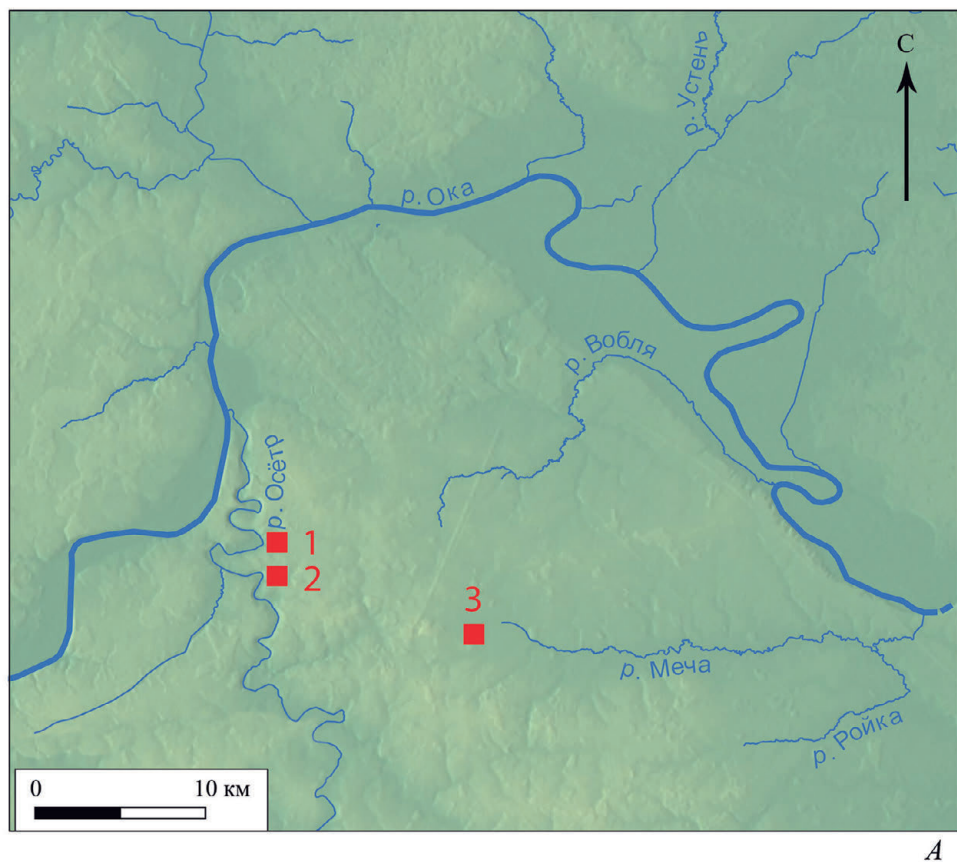 С
р. Устень
р. Ока
р. Вобля
р. Осётр
1
2
3
р. Меча
р. Ройка
0 10 км
А